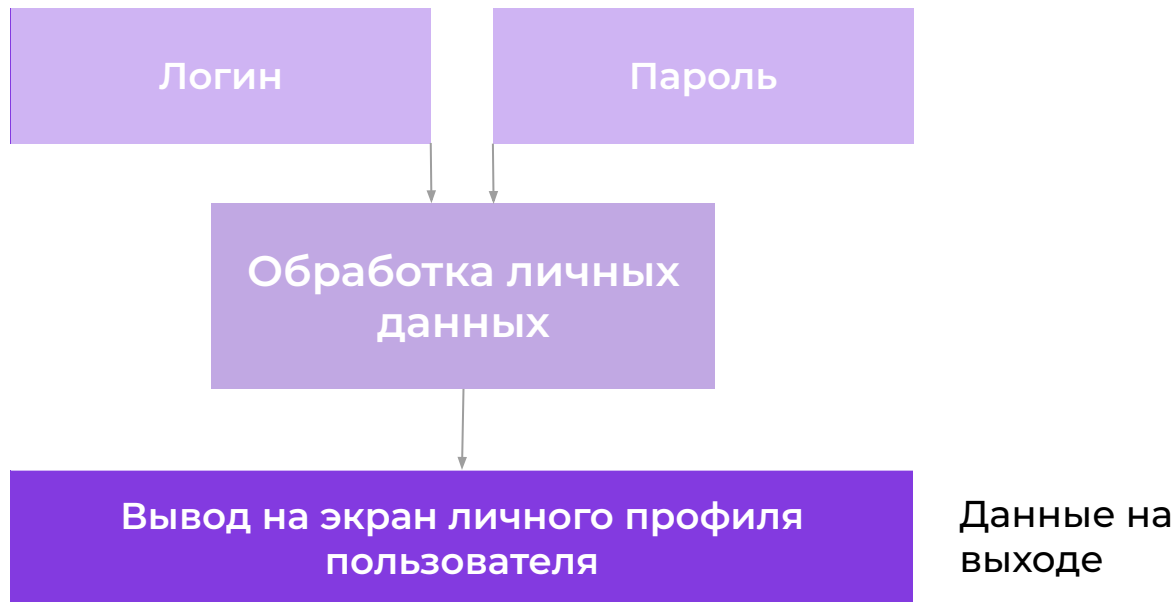 Логин
Пароль
Обработка личных
данных
Вывод на экран личного профиля
пользователя
Данные на
выходе